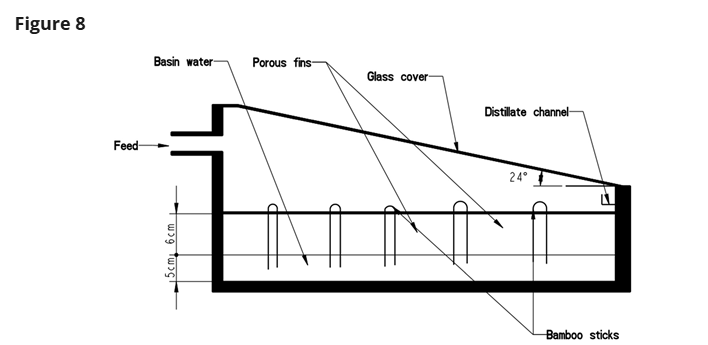 Figure 8
Basin water
Porous fins
Glass cover
Distillate channel
Feed
24°
6cm
5cm
Bamboo sticks